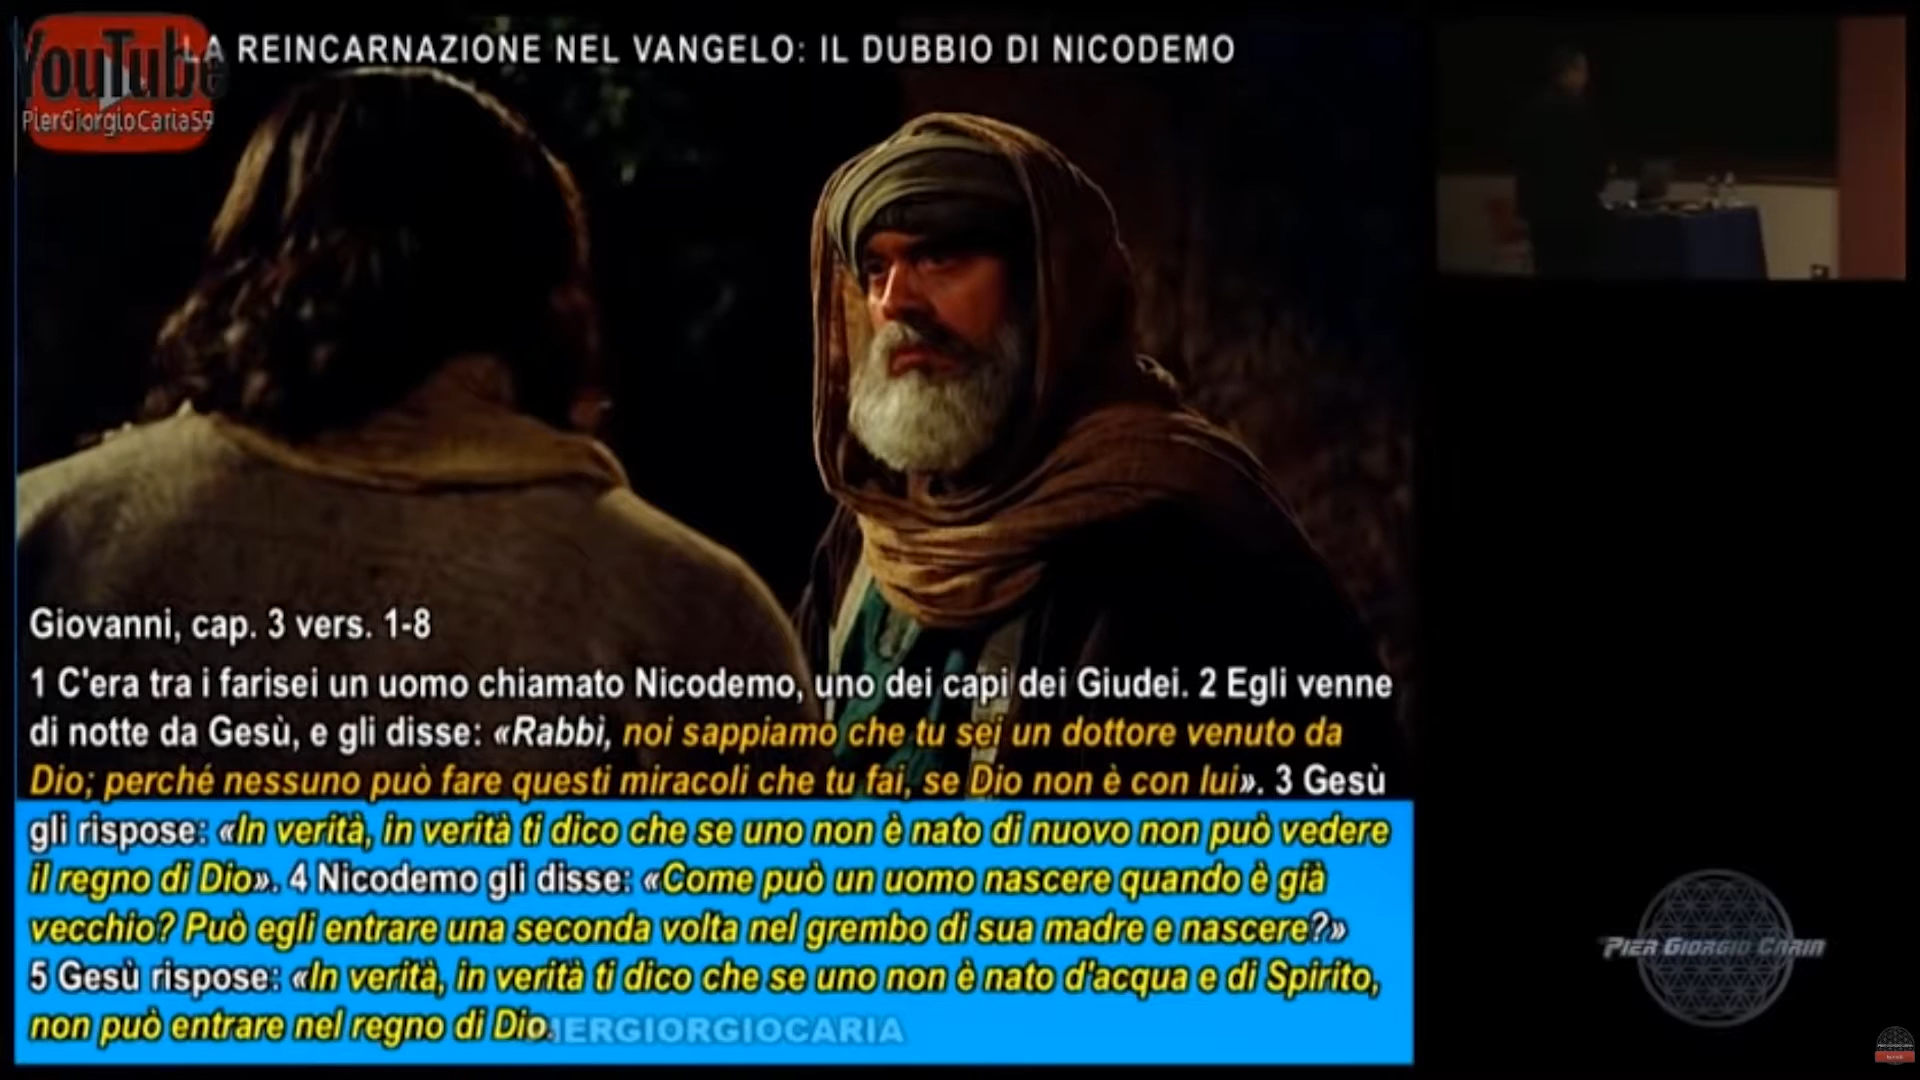 YouTube
PierGiorgioCaria59
LA REINCARNAZIONE NEL VANGELO: IL DUBBIO DI NICODEMO
Giovanni, cap. 3 vers. 1-8
1 C'era tra i farisei un uomo chiamato Nicodemo, uno dei capi dei Giudei. 2 Egli venne
di notte da Gesù, e gli disse: «Rabbì, noi sappiamo che tu sei un dottore venuto da
Dio; perché nessuno può fare questi miracoli che tu fai, se Dio non è con lui». 3 Gesù
gli rispose: «In verità, in verità ti dico che se uno non è nato di nuovo non può vedere
il regno di Dio». 4 Nicodemo gli disse: «Come può un uomo nascere quando è già
vecchio? Può egli entrare una seconda volta nel grembo di sua madre e nascere?»
5 Gesù rispose: «In verità, in verità ti dico che se uno non è nato d'acqua e di Spirito,
non può entrare nel regno di Dio.
PIERGIORGIOCARIA
PIER GIORGIO CARIA